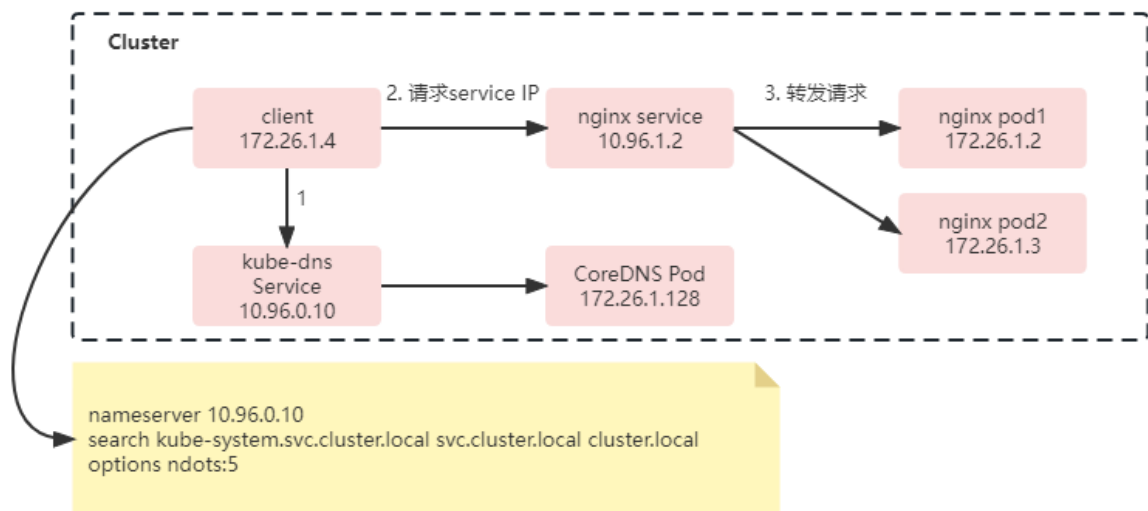 Cluster
client
172.26.1.4
2. 请求service IP
nginx service
10.96.1.2
3. 转发请求
nginx pod1
172.26.1.2
nginx pod2
172.26.1.3
1
kube-dns
Service
10.96.0.10
CoreDNS Pod
172.26.1.128
nameserver 10.96.0.10
search kube-system.svc.cluster.local svc.cluster.local cluster.local
options ndots:5